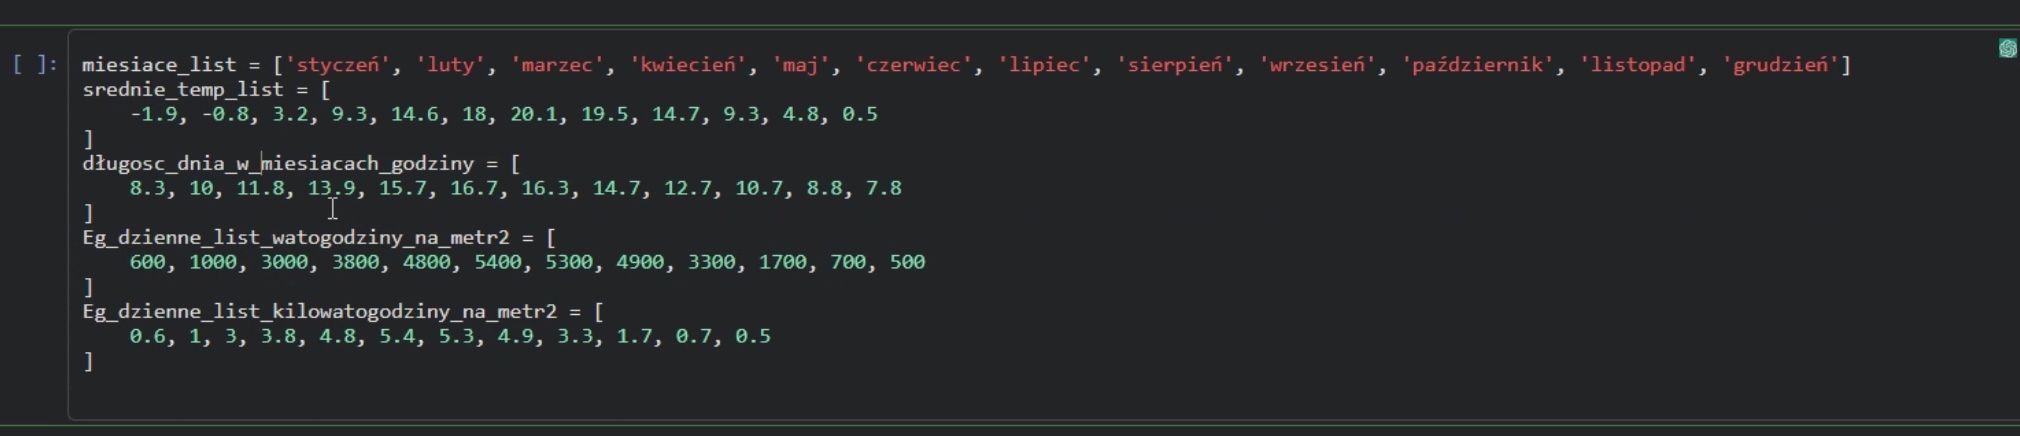 [ ]: miesiace_list = ['styczeń', 'luty', 'marzec', 'kwiecień', 'maj', 'czerwiec', 'lipiec', 'sierpień', 'wrzesień', 'październik', 'listopad', 'grudzień']
srednie_temp_list = [
    -1.9, -0.8, 3.2, 9.3, 14.6, 18, 20.1, 19.5, 14.7, 9.3, 4.8, 0.5
]
długosc_dnia_w_miesiacach_godziny = [
    8.3, 10, 11.8, 13.9, 15.7, 16.7, 16.3, 14.7, 12.7, 10.7, 8.8, 7.8
]
Eg_dzienne_list_watogodziny_na_metr2 = [
    600, 1000, 3000, 3800, 4800, 5400, 5300, 4900, 3300, 1700, 700, 500
]
Eg_dzienne_list_kilowatogodziny_na_metr2 = [
    0.6, 1, 3, 3.8, 4.8, 5.4, 5.3, 4.9, 3.3, 1.7, 0.7, 0.5
]